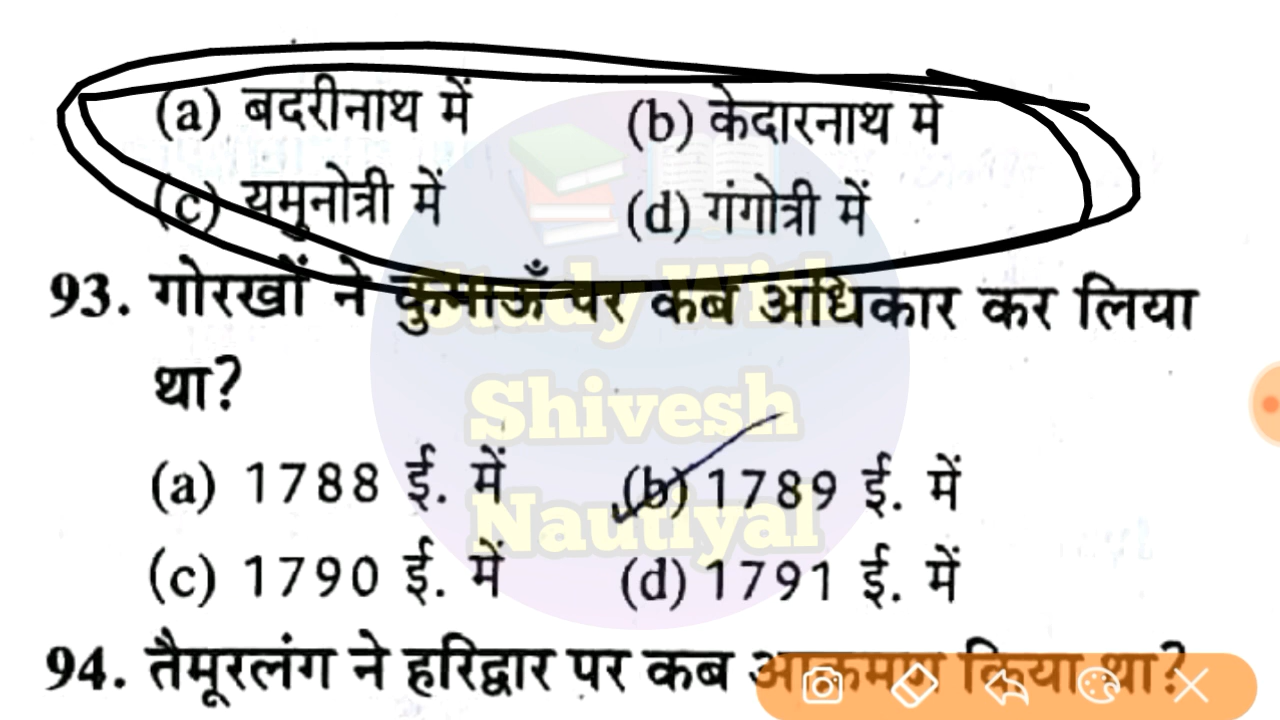 (a) बदरीनाथ में (b) केदारनाथ में
(c) यमुनोत्री में (d) गंगोत्री में
93. गोरखों ने कुमाऊँ पर कब अधिकार कर लिया
था?
(a) 1788 ई. में (b) 1789 ई. में
(c) 1790 ई. में (d) 1791 ई. में
94. तैमूरलंग ने हरिद्वार पर कब आक्रमण किया था?
Study With
Shivesh
Nautiyal